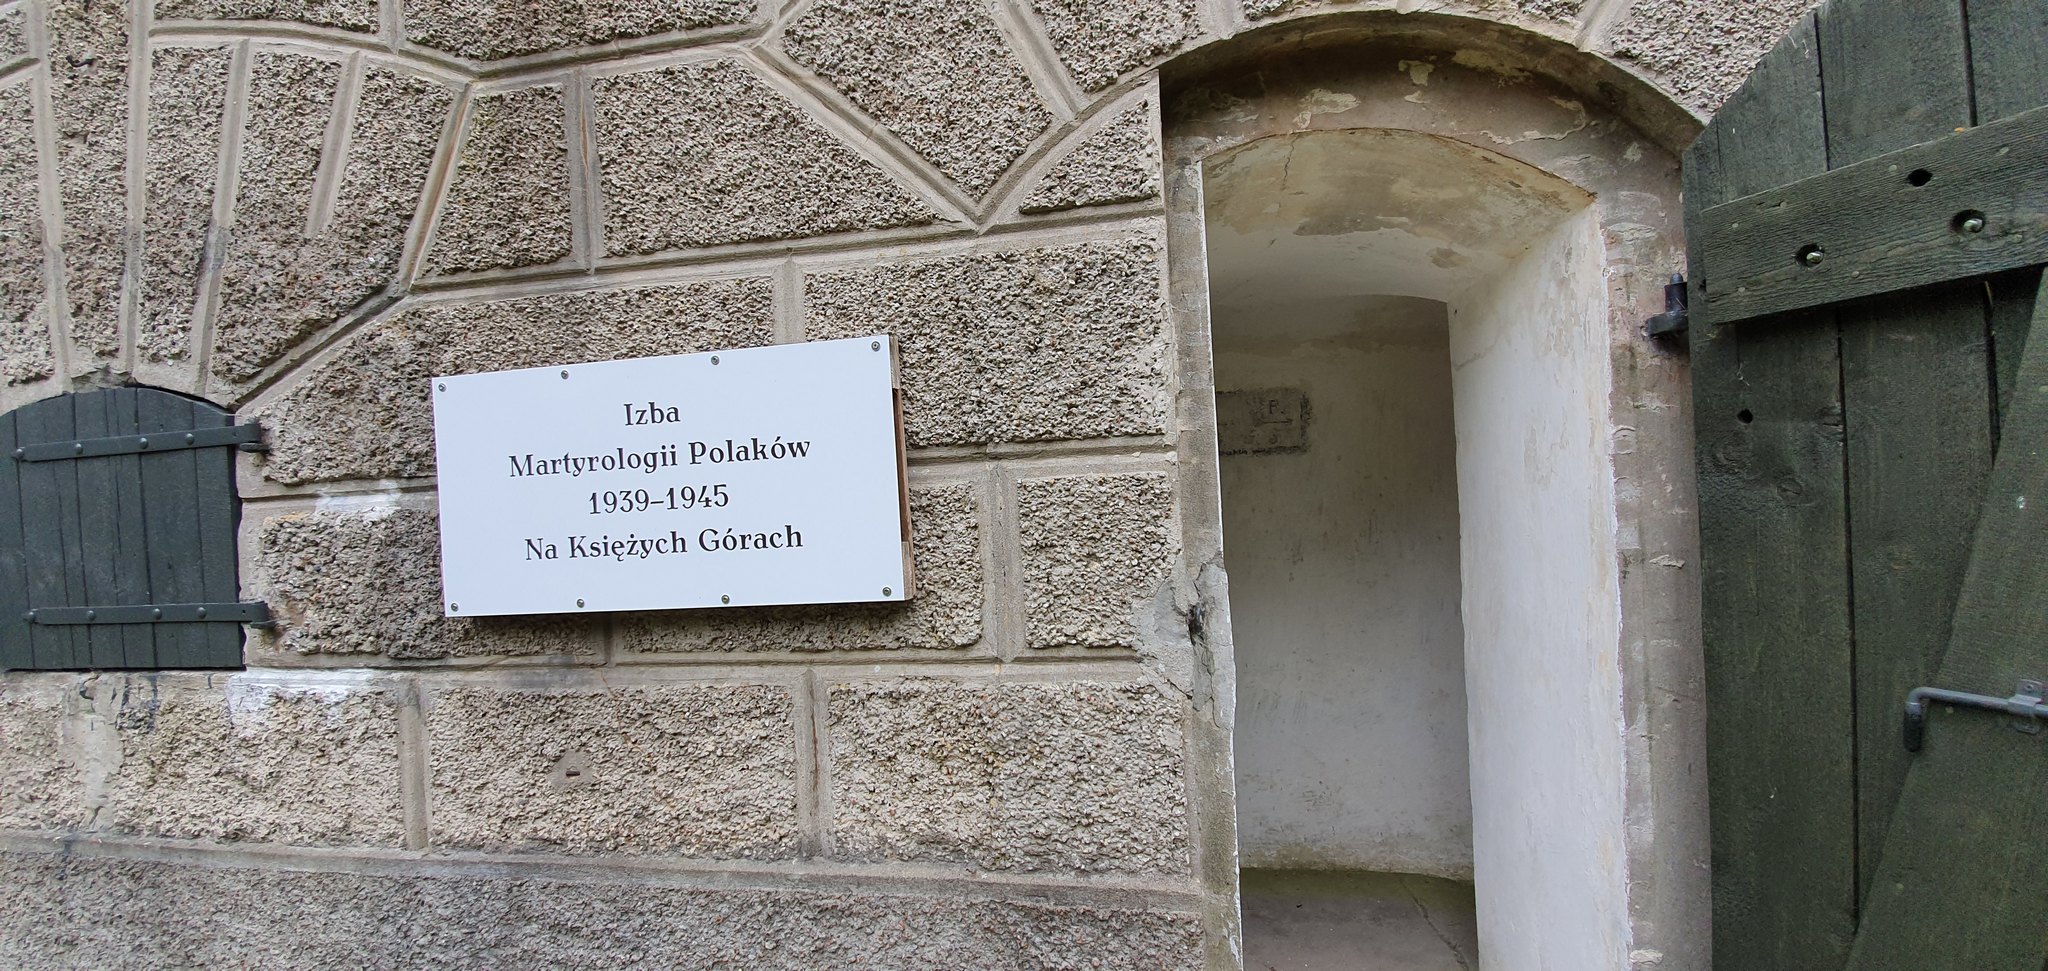 Izba
Martyrologii Polaków
1939–1945
Na Księżych Górach